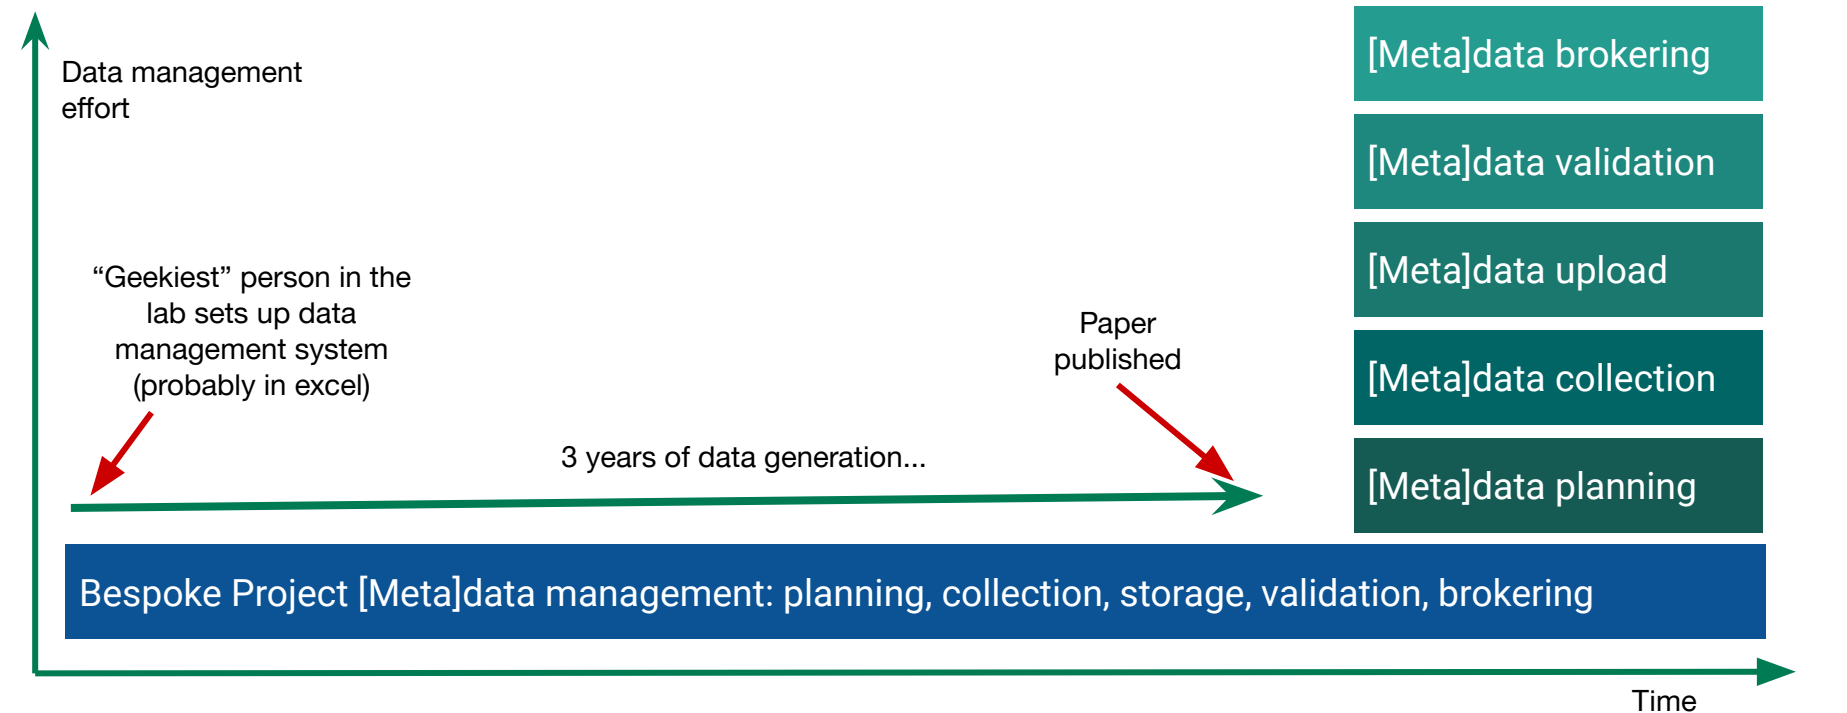 Data management
effort
[Meta]data brokering
[Meta]data validation
[Meta]data upload
[Meta]data collection
[Meta]data planning
“Geekiest” person in the
lab sets up data
management system
(probably in excel)
Paper
published
3 years of data generation...
Bespoke Project [Meta]data management: planning, collection, storage, validation, brokering
Time